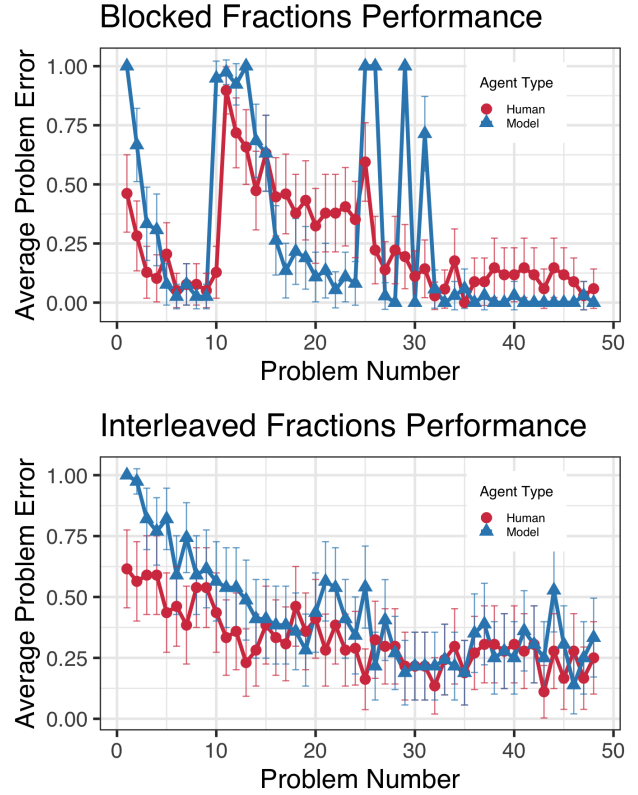 Blocked Fractions Performance
Average Problem Error
1.00
0.75
0.50
0.25
0.00
Agent Type
Human
Model
0 10 20 30 40 50
Problem Number
Interleaved Fractions Performance
Average Problem Error
1.00
0.75
0.50
0.25
0.00
Agent Type
Human
Model
0 10 20 30 40 50
Problem Number